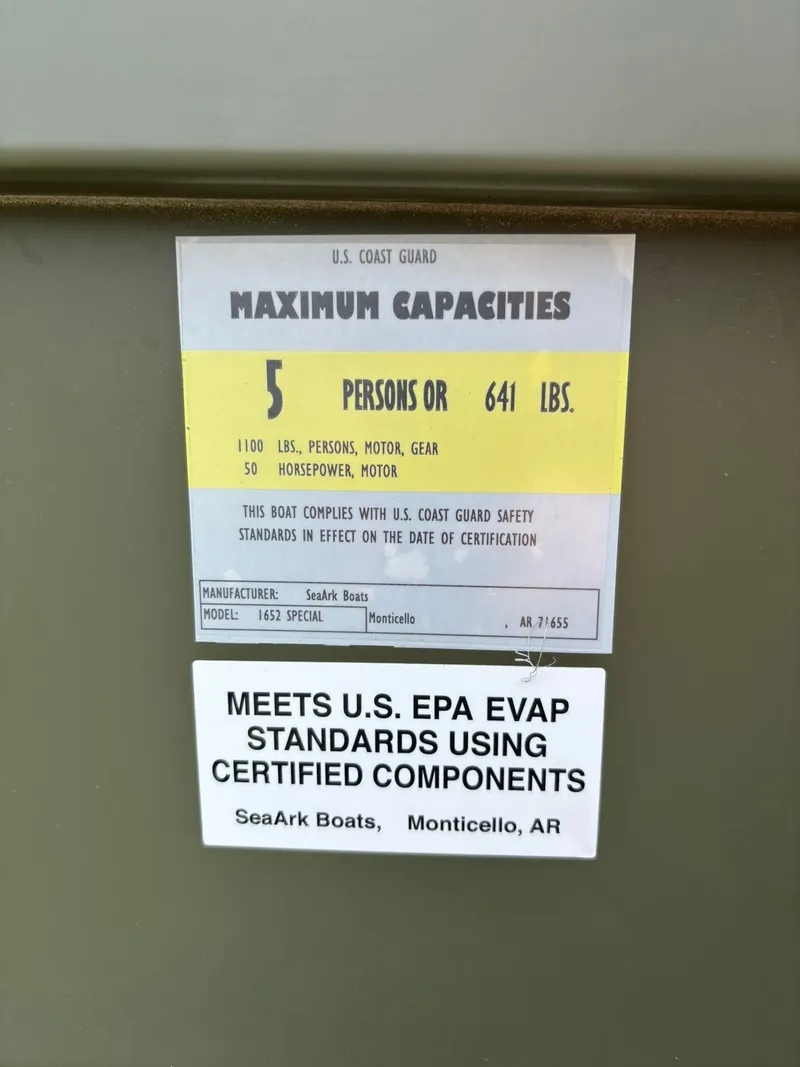 U.S. COAST GUARD
MAXIMUM CAPACITIES
5 PERSONS OR 641 LBS.
1100 LBS., PERSONS, MOTOR, GEAR
50 HORSEPOWER, MOTOR
THIS BOAT COMPLIES WITH U.S. COAST GUARD SAFETY
STANDARDS IN EFFECT ON THE DATE OF CERTIFICATION
MANUFACTURER: SeaArk Boats
MODEL: 1652 SPECIAL Monticello , AR 71655
MEETS U.S. EPA EVAP
STANDARDS USING
CERTIFIED COMPONENTS
SeaArk Boats, Monticello, AR